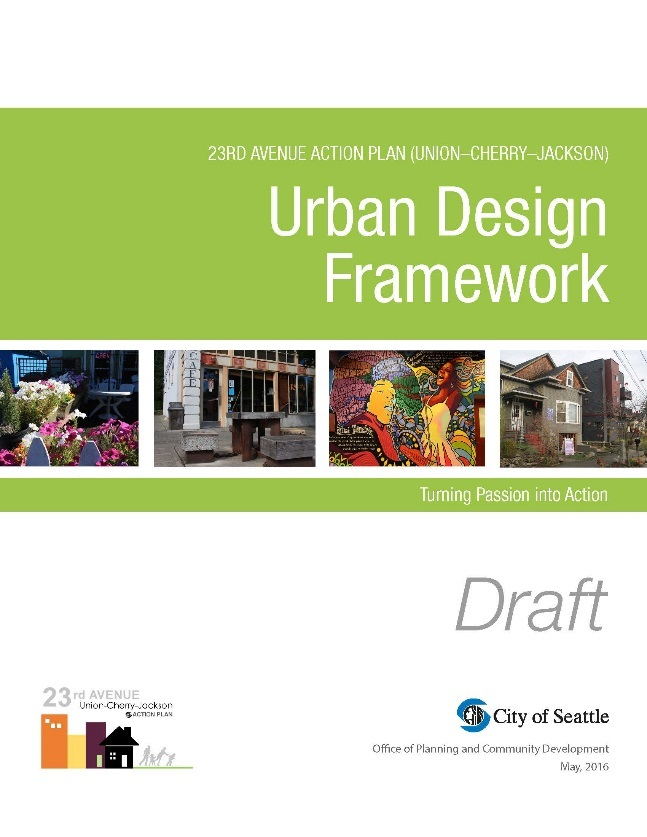 23RD AVENUE ACTION PLAN (UNION–CHERRY–JACKSON)
Urban Design
Framework
CAFE
Turning Passion into Action
Draft
23rd AVENUE
Union-Cherry-Jackson
ACTION PLAN
City of Seattle
Office of Planning and Community Development
May, 2016